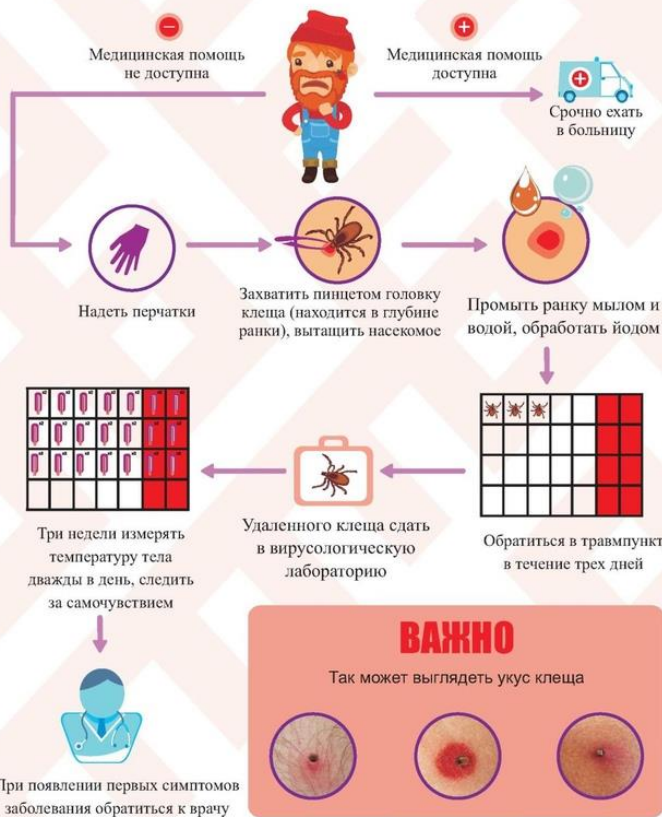 Медицинская помощь
не доступна
Медицинская помощь
доступна
Срочно ехать
в больницу
Надеть перчатки
Захватить пинцетом головку
клеща (находится в глубине
ранки), вытащить насекомое
Промыть ранку мылом и
водой, обработать йодом
Обратиться в травмпункт
в течение трех дней
Удаленного клеща сдать
в вирусологическую
лабораторию
Три недели измерять
температуру тела
дважды в день, следить
за самочувствием
При появлении первых симптомов
заболевания обратиться к врачу
ВАЖНО
Так может выглядеть укус клеща